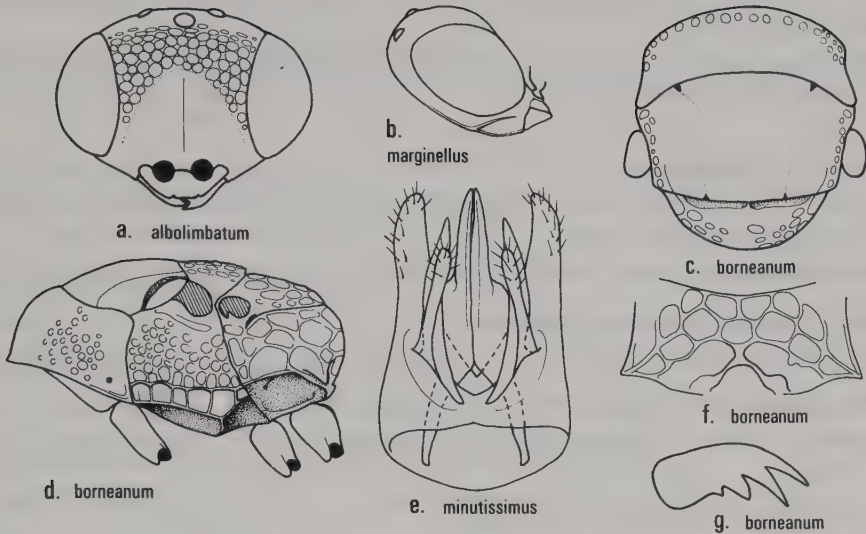 a. albolimbatum
b.
marginellus
c. borneanum
d. borneanum
e. minutissimus
f. borneanum
g. borneanum